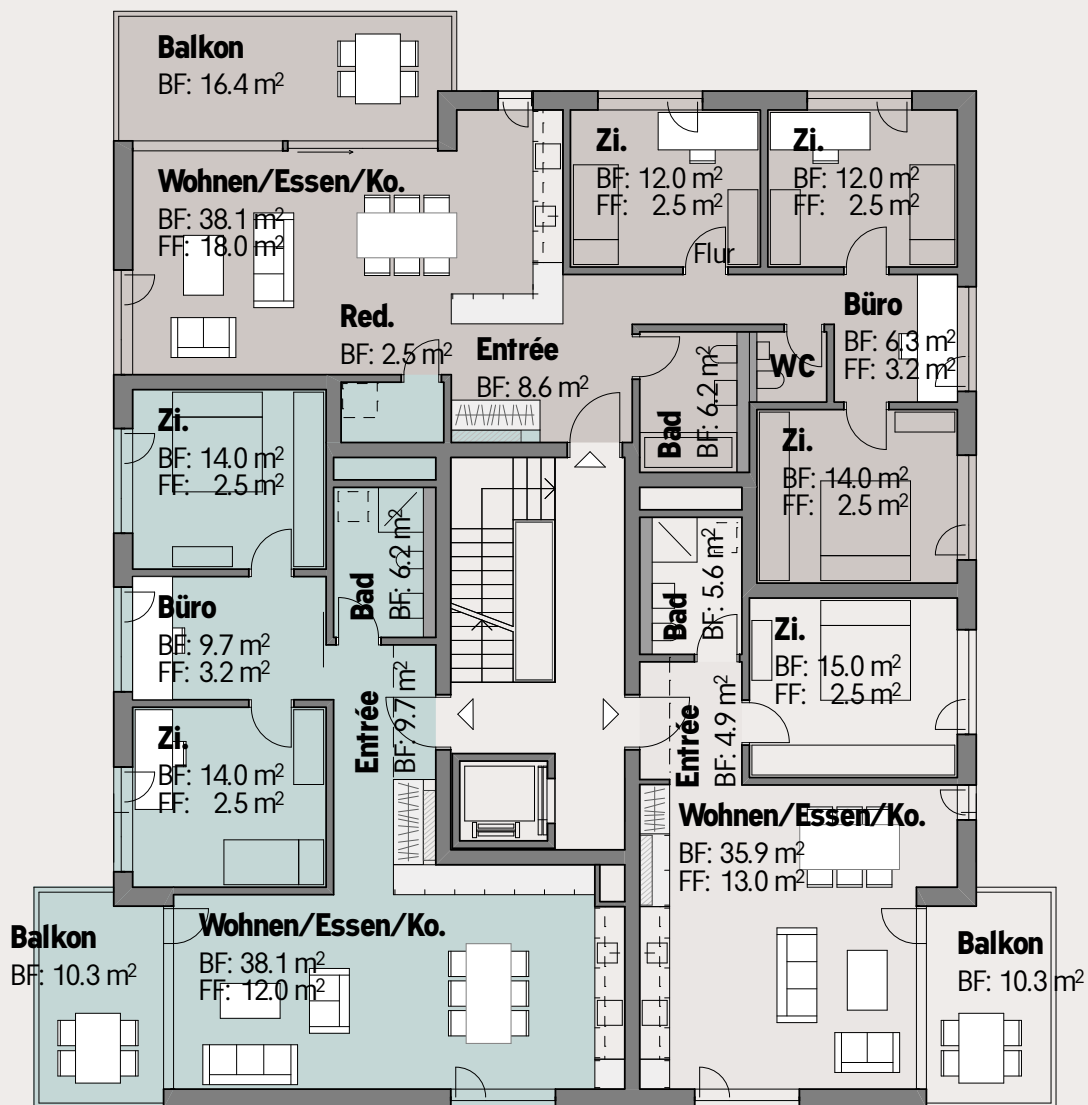 Balkon
BF: 16.4 m²
Wohnen/Essen/Ko.
BF: 38.1 m²
FF: 18.0 m²
Zi.
BF: 12.0 m²
FF: 2.5 m²
Zi.
BF: 12.0 m²
FF: 2.5 m²
Flur
Red.
BF: 2.5 m²
Entrée
BF: 8.6 m²
Büro
BF: 6.3 m²
FF: 3.2 m²
WC
Bad
BF: 6.2 m²
Zi.
BF: 14.0 m²
FF: 2.5 m²
Zi.
BF: 14.0 m²
FF: 2.5 m²
Bad
BF: 6.2 m²
Bad
BF: 5.6 m²
Büro
BF: 9.7 m²
FF: 3.2 m²
Zi.
BF: 15.0 m²
FF: 2.5 m²
Entrée
BF: 9.7 m²
Entrée
BF: 4.9 m²
Zi.
BF: 14.0 m²
FF: 2.5 m²
Wohnen/Essen/Ko.
BF: 35.9 m²
FF: 13.0 m²
Balkon
BF: 10.3 m²
Wohnen/Essen/Ko.
BF: 38.1 m²
FF: 12.0 m²
Balkon
BF: 10.3 m²